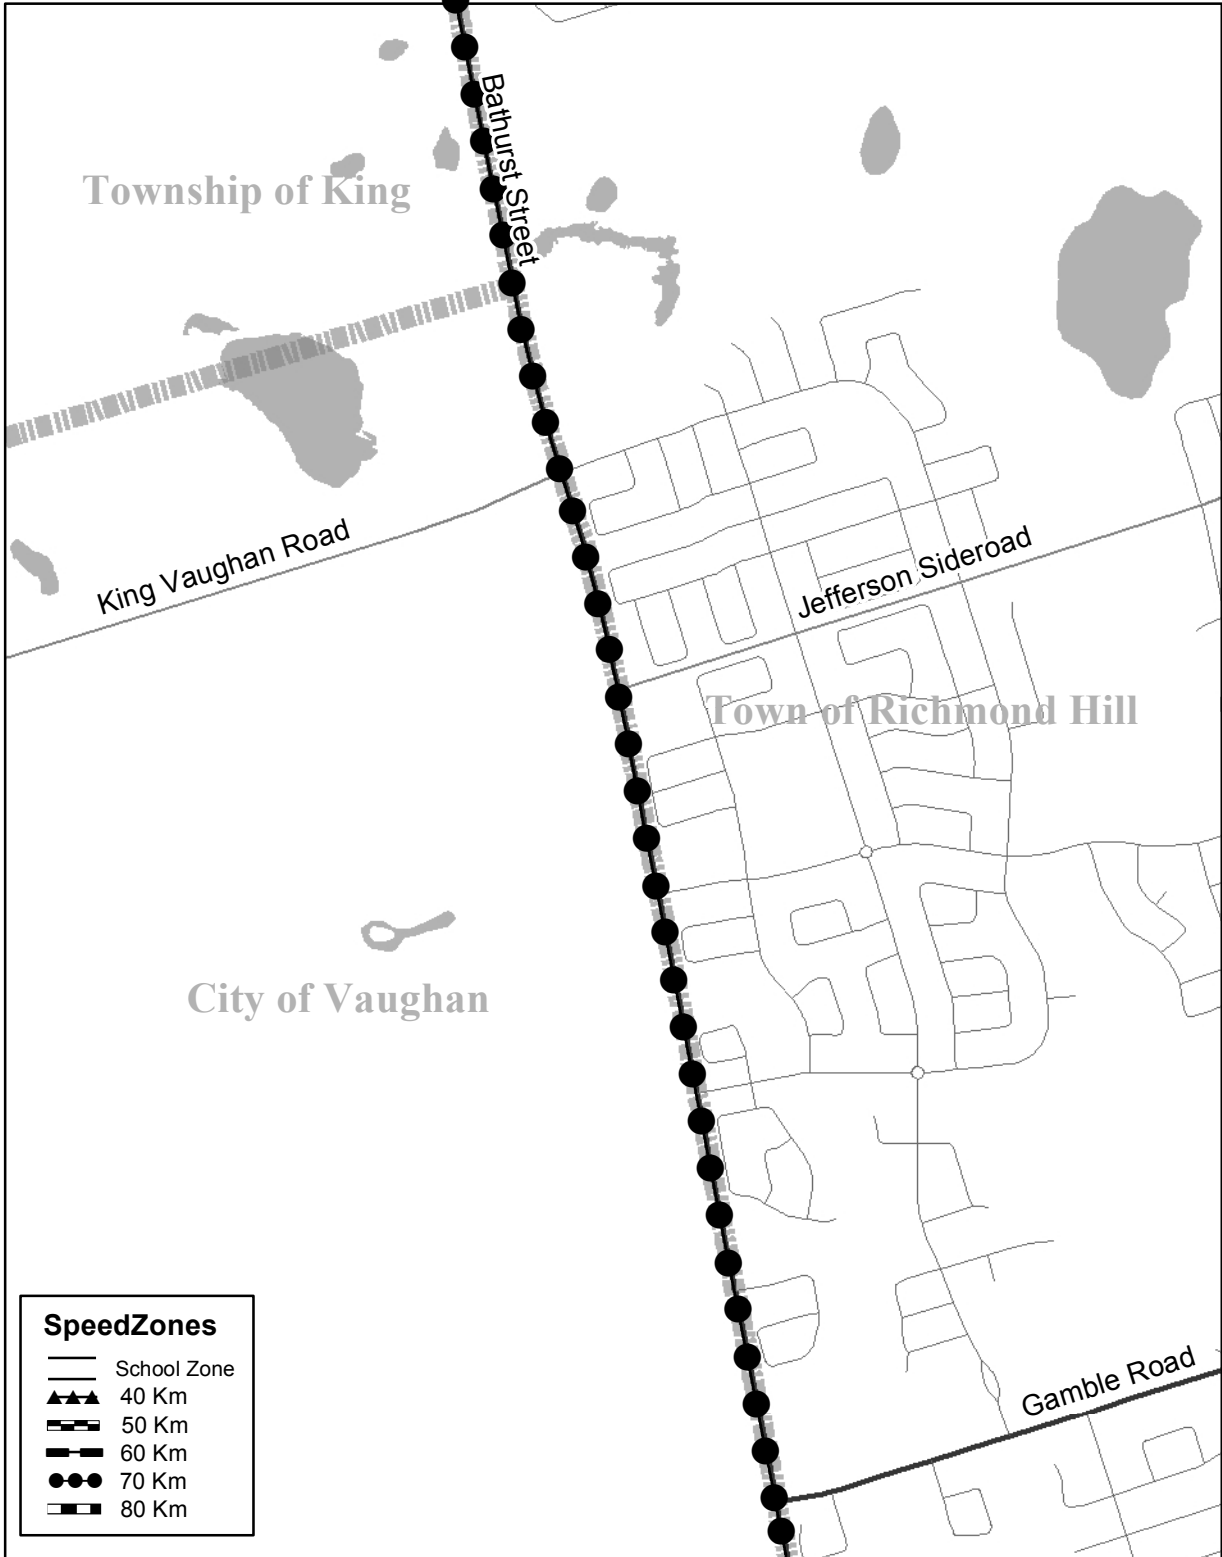 Bathurst Street
Township of King
King Vaughan Road
Jefferson Sideroad
Town of Richmond Hill
City of Vaughan
Gamble Road
SpeedZones
School Zone
40 Km
50 Km
60 Km
70 Km
80 Km